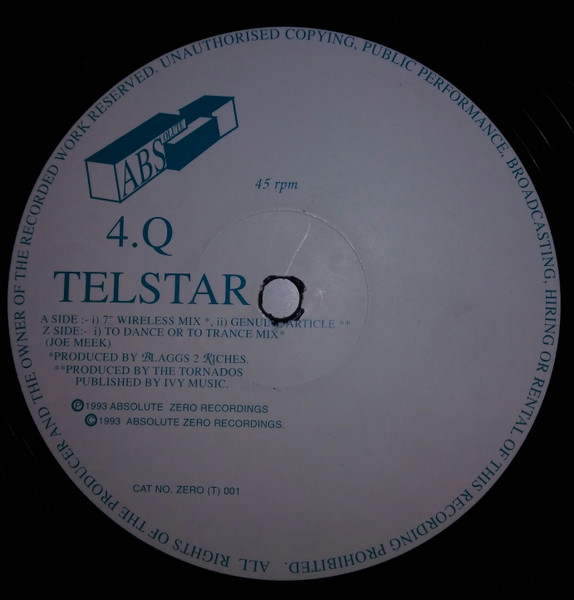 ALL RIGHTS OF THE PRODUCER AND THE OWNER OF THE RECORDED WORK RESERVED. UNAUTHORISED COPYING, PUBLIC PERFORMANCE, BROADCASTING, HIRING OR RENTAL OF THIS RECORDING PROHIBITED.
ABSOLUTE
45 rpm
4.Q
TELSTAR
A SIDE :- i) 7" WIRELESS MIX *, ii) GENUI ARTICLE **
Z SIDE:- i) TO DANCE OR TO TRANCE MIX*
(JOE MEEK)
*PRODUCED BY BLAGGS 2 RICHES.
**PRODUCED BY THE TORNADOS
PUBLISHED BY IVY MUSIC.
Ⓟ1993 ABSOLUTE ZERO RECORDINGS
©1993 ABSOLUTE ZERO RECORDINGS.
CAT NO. ZERO (T) 001